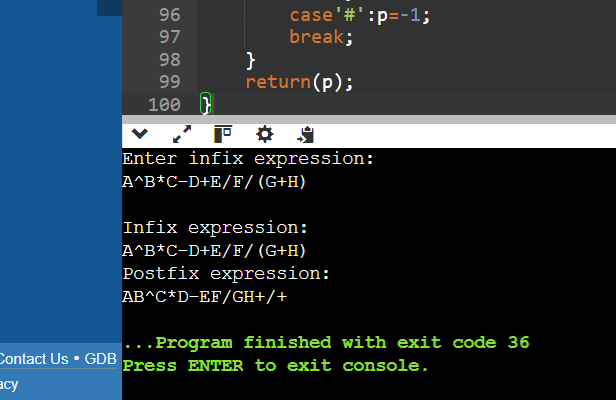 96 case'#':p=-1;
97 break;
98 }
99 return(p);
100 }
Enter infix expression:
A^B*C-D+E/F/(G+H)
Infix expression:
A^B*C-D+E/F/(G+H)
Postfix expression:
AB^C*D-EF/GH+/+
...Program finished with exit code 36
Press ENTER to exit console.
Contact Us • GDB
acy